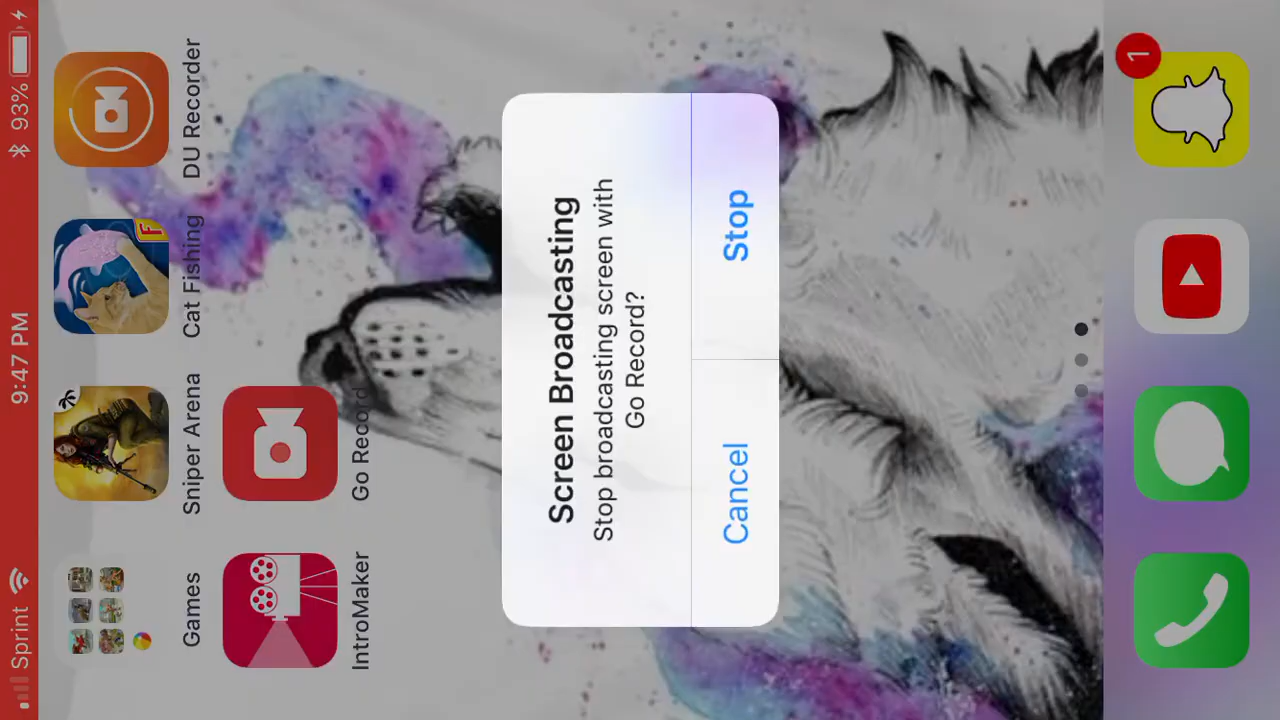 Sprint 9:47 PM 93%
Games Sniper Arena Cat Fishing DU Recorder
IntroMaker Go Record
Screen Broadcasting
Stop broadcasting screen with
Go Record?
Cancel Stop
1